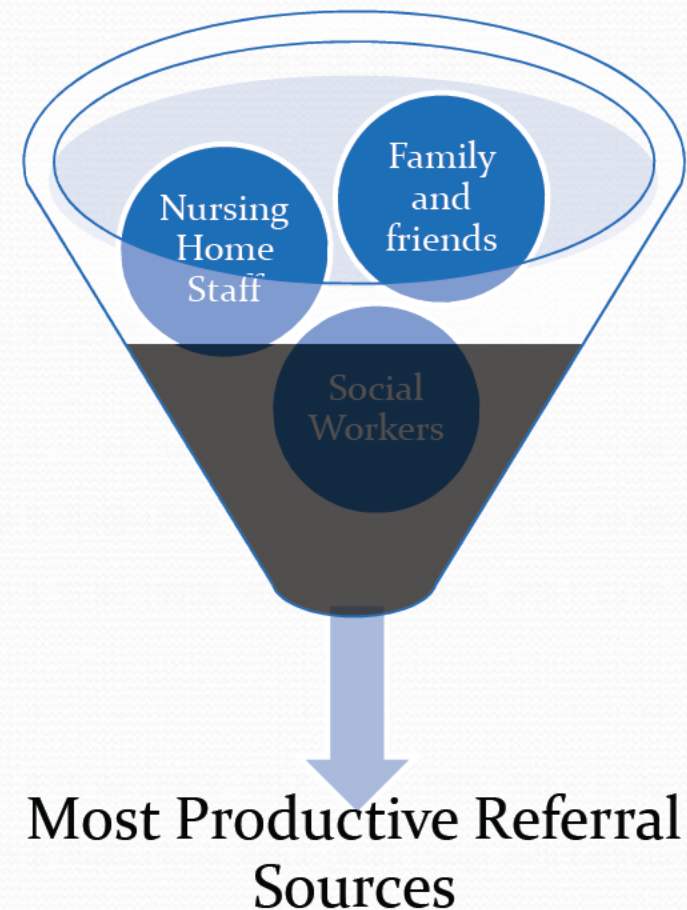 Family
and
friends
Nursing
Home
Staff
Social
Workers
Most Productive Referral
Sources